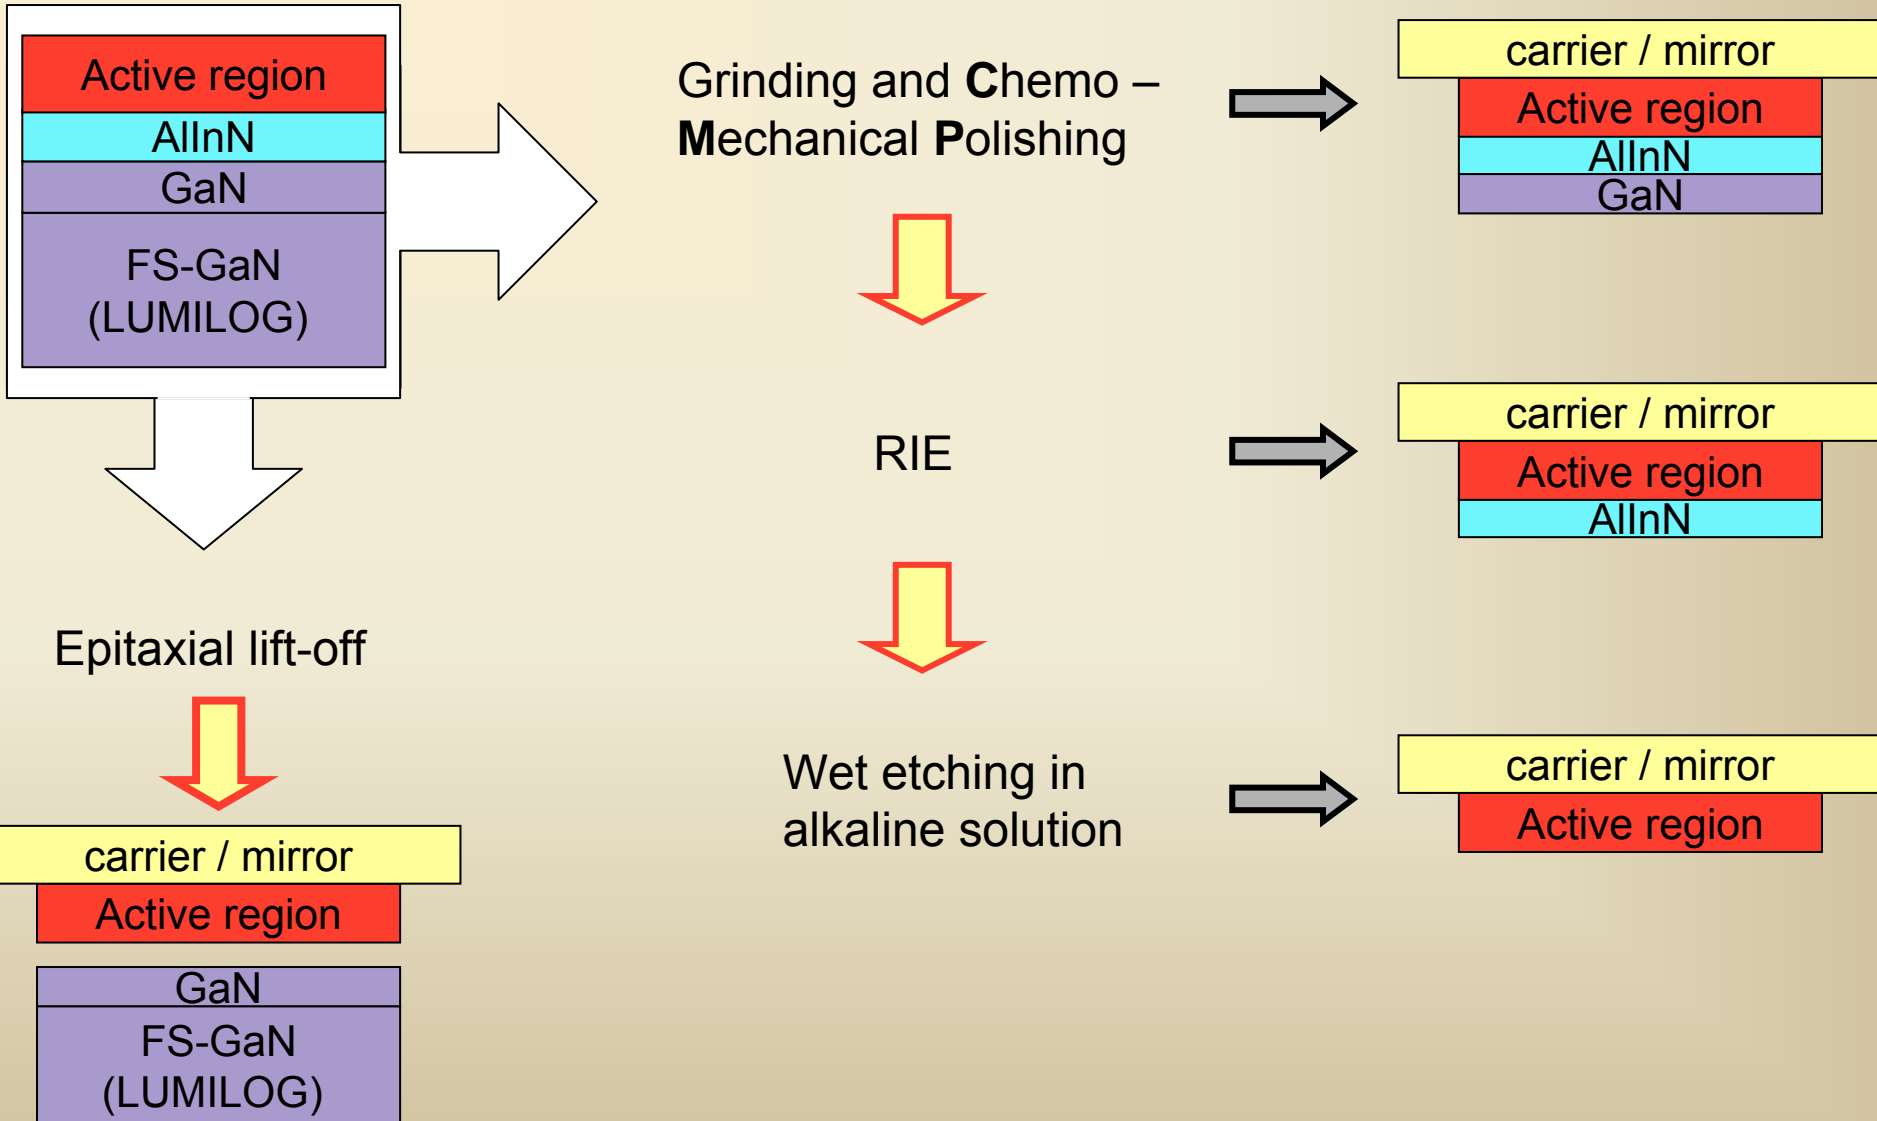 Active region
AlInN
GaN
FS-GaN
(LUMILOG)
Grinding and Chemo –
Mechanical Polishing
carrier / mirror
Active region
AlInN
GaN
RIE
carrier / mirror
Active region
AlInN
Wet etching in
alkaline solution
carrier / mirror
Active region
Epitaxial lift-off
carrier / mirror
Active region
GaN
FS-GaN
(LUMILOG)